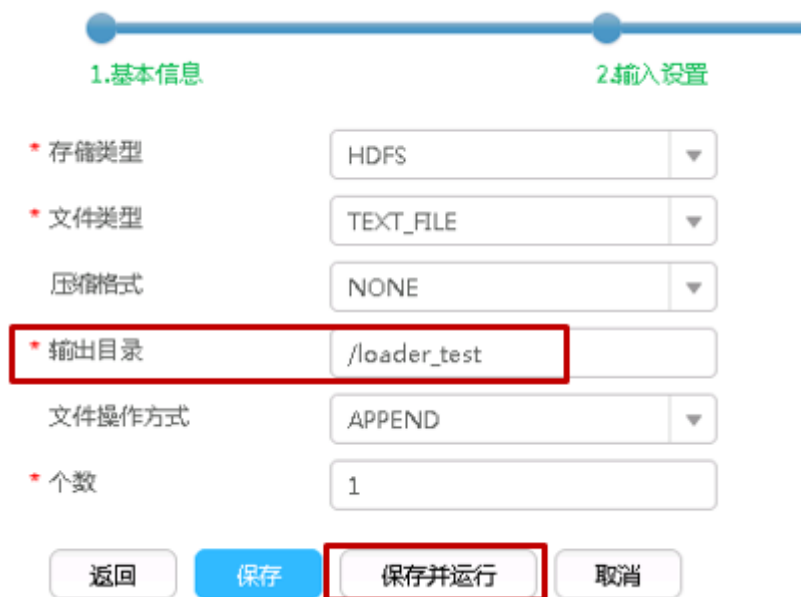 1.基本信息 2.输入设置
* 存储类型 HDFS
* 文件类型 TEXT_FILE
压缩格式 NONE
* 输出目录 /loader_test
文件操作方式 APPEND
* 个数 1
返回 保存 保存并运行 取消